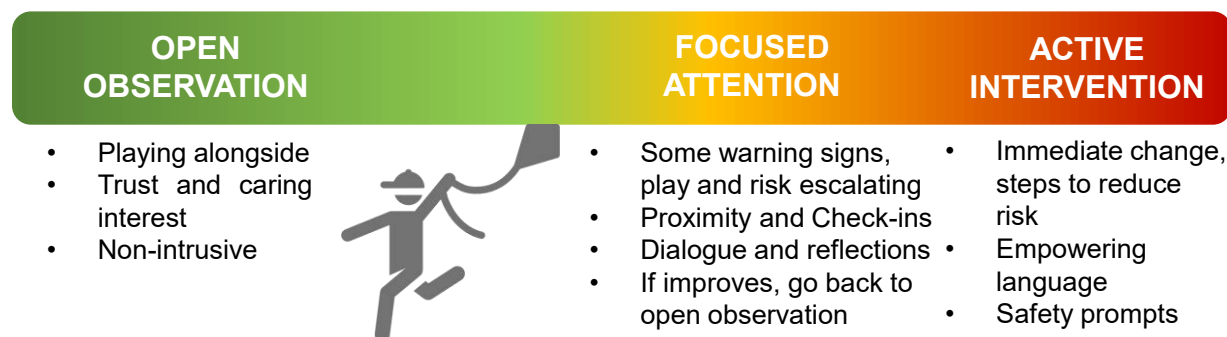 OPEN
OBSERVATION
• Playing alongside
• Trust and caring
interest
• Non-intrusive
FOCUSED
ATTENTION
• Some warning signs,
play and risk escalating
• Proximity and Check-ins
• Dialogue and reflections
• If improves, go back to
open observation
ACTIVE
INTERVENTION
• Immediate change,
steps to reduce
risk
• Empowering
language
• Safety prompts